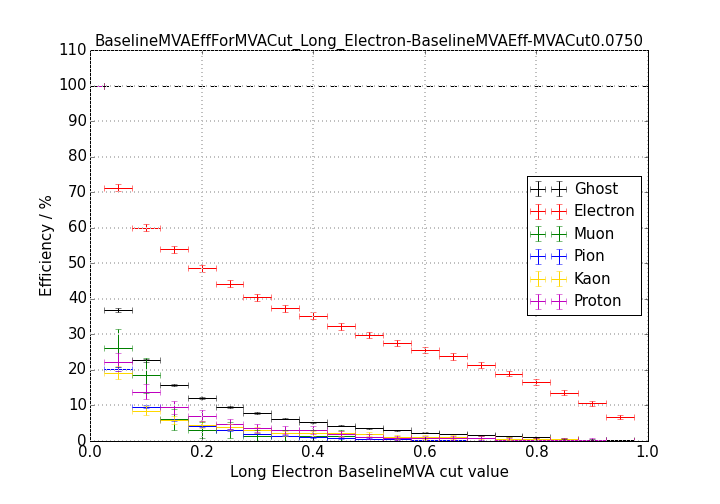 BaselineMVAEffForMVACut_Long_Electron-BaselineMVAEff-MVACut0.0750
110
100
90
80
70
60
50
40
30
20
10
0
Efficiency / %
Ghost
Electron
Muon
Pion
Kaon
Proton
0.0 0.2 0.4 0.6 0.8 1.0
Long Electron BaselineMVA cut value